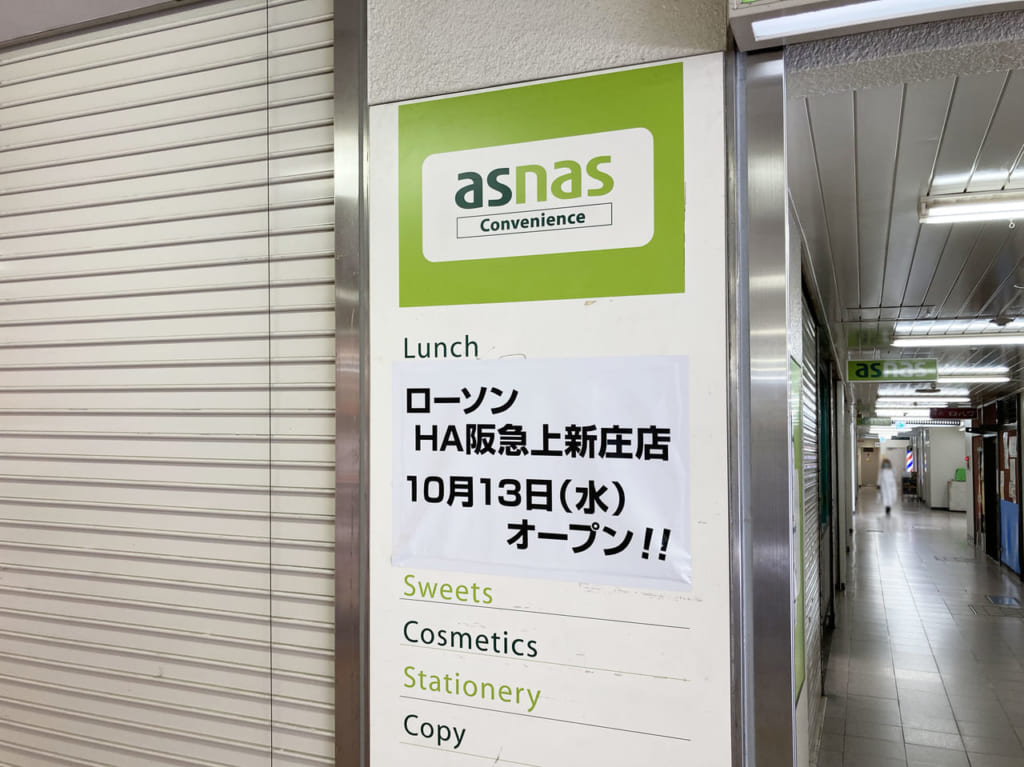 asnas
Convenience
Lunch
ローソン
HA阪急上新庄店
10月13日(水)
オープン!!
Sweets
Cosmetics
Stationery
Copy
asnas